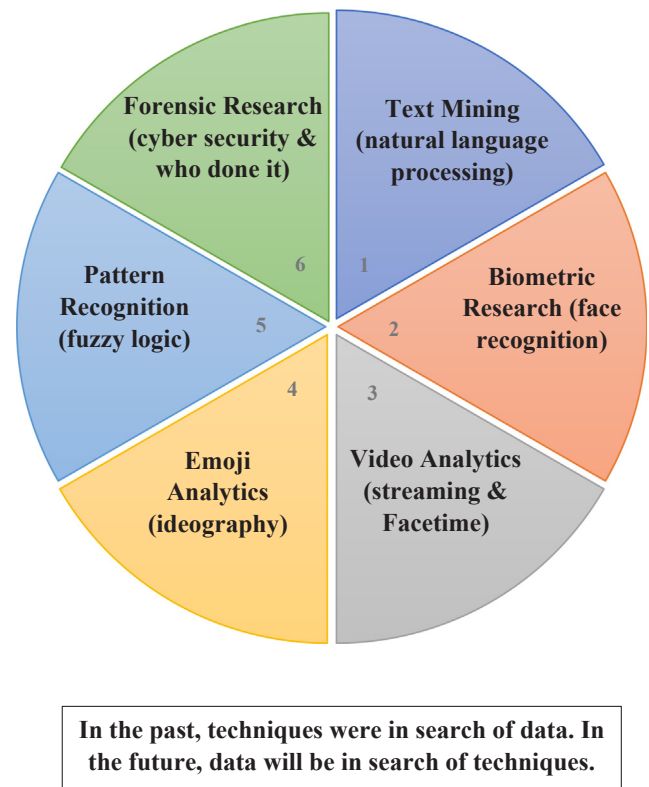 Text Mining
(natural language
processing)
1
Biometric
Research (face
recognition)
2
Video Analytics
(streaming &
Facetime)
3
Emoji
Analytics
(ideography)
4
Pattern
Recognition
(fuzzy logic)
5
Forensic Research
(cyber security &
who done it)
6
In the past, techniques were in search of data. In
the future, data will be in search of techniques.